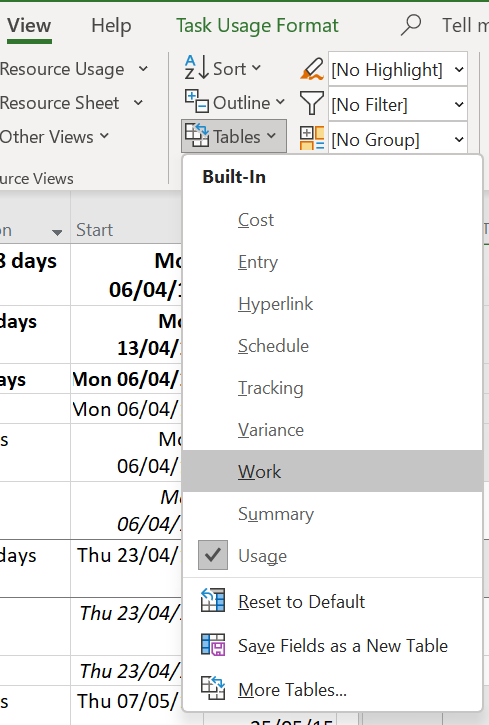 View Help Task Usage Format Tell m
Resource Usage Sort [No Highlight]
Resource Sheet Outline [No Filter]
Other Views Tables [No Group]
urce Views
Built-In
Cost
Entry
Hyperlink
Schedule
Tracking
Variance
Work
Summary
Usage
Reset to Default
Save Fields as a New Table
More Tables...
on Start
8 days Mo
06/04/1
days Mo
13/04/
ays Mon 06/04/
Mon 06/04/
s Mo
06/04/
Mo
06/04/
days Thu 23/04/
Thu 23/04/
Thu 23/04/
s Thu 07/05/
25/05/15